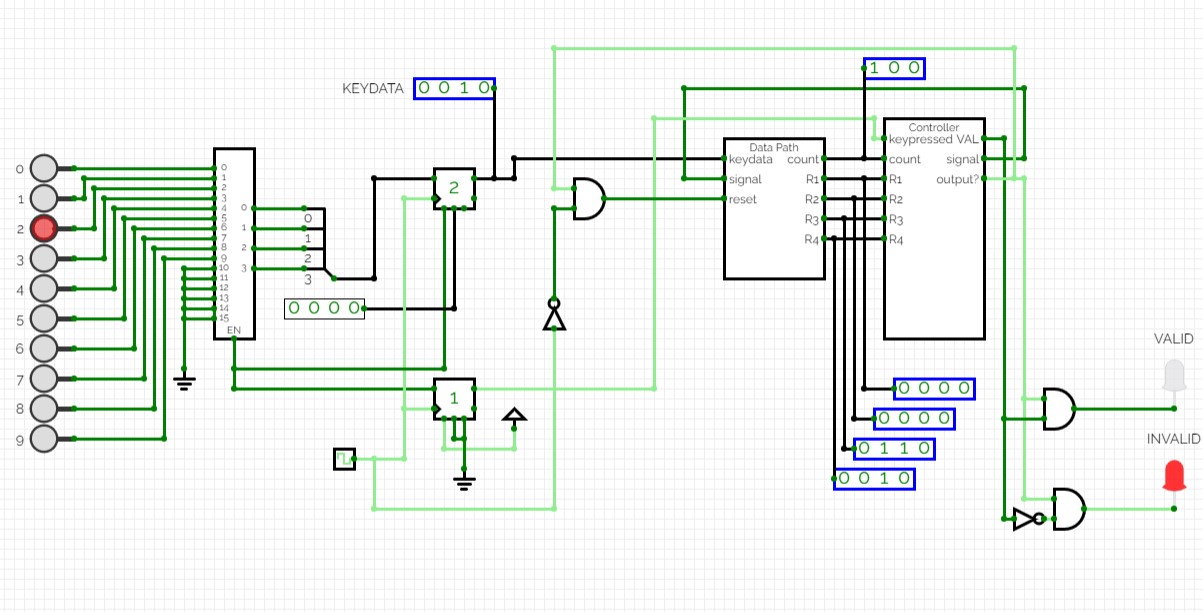 1 0 0
KEYDATA 0 0 1 0
Controller
keypressed VAL
count signal
R1 output?
R2
R3
R4
Data Path
keydata count
signal R1
reset R2
R3
R4
0
1
2
3
4
5
6
7
8
9
0
1
2
3
4
5
6
7
8
9
10
11
12
13
14
15
EN
0
1
2
3
0
1
2
3
2
0 0 0 0
1
0 0 0 0
0 0 0 0
0 1 1 0
0 0 1 0
VALID
INVALID